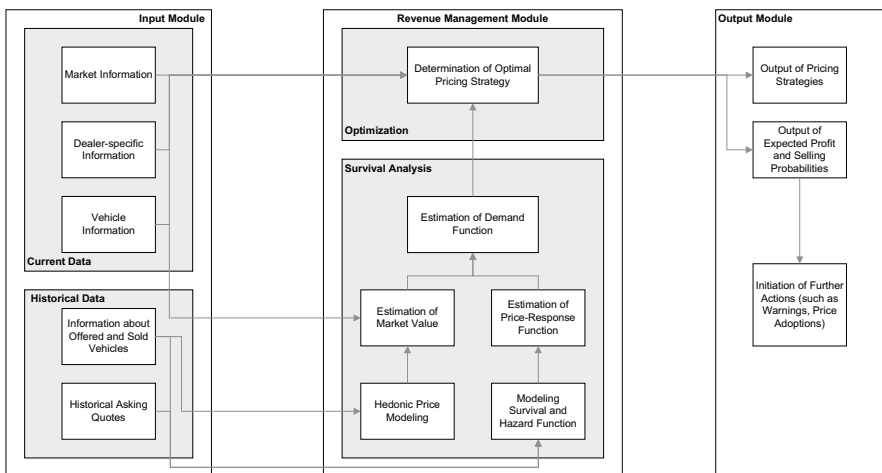 Input Module
Market Information
Dealer-specific
Information
Vehicle
Information
Current Data
Historical Data
Information about
Offered and Sold
Vehicles
Historical Asking
Quotes
Revenue Management Module
Determination of Optimal
Pricing Strategy
Optimization
Survival Analysis
Estimation of Demand
Function
Estimation of
Market Value
Estimation of
Price-Response
Function
Hedonic Price
Modeling
Modeling
Survival and
Hazard Function
Output Module
Output of Pricing
Strategies
Output of
Expected Profit
and Selling
Probabilities
Initiation of Further
Actions (such as
Warnings, Price
Adoptions)